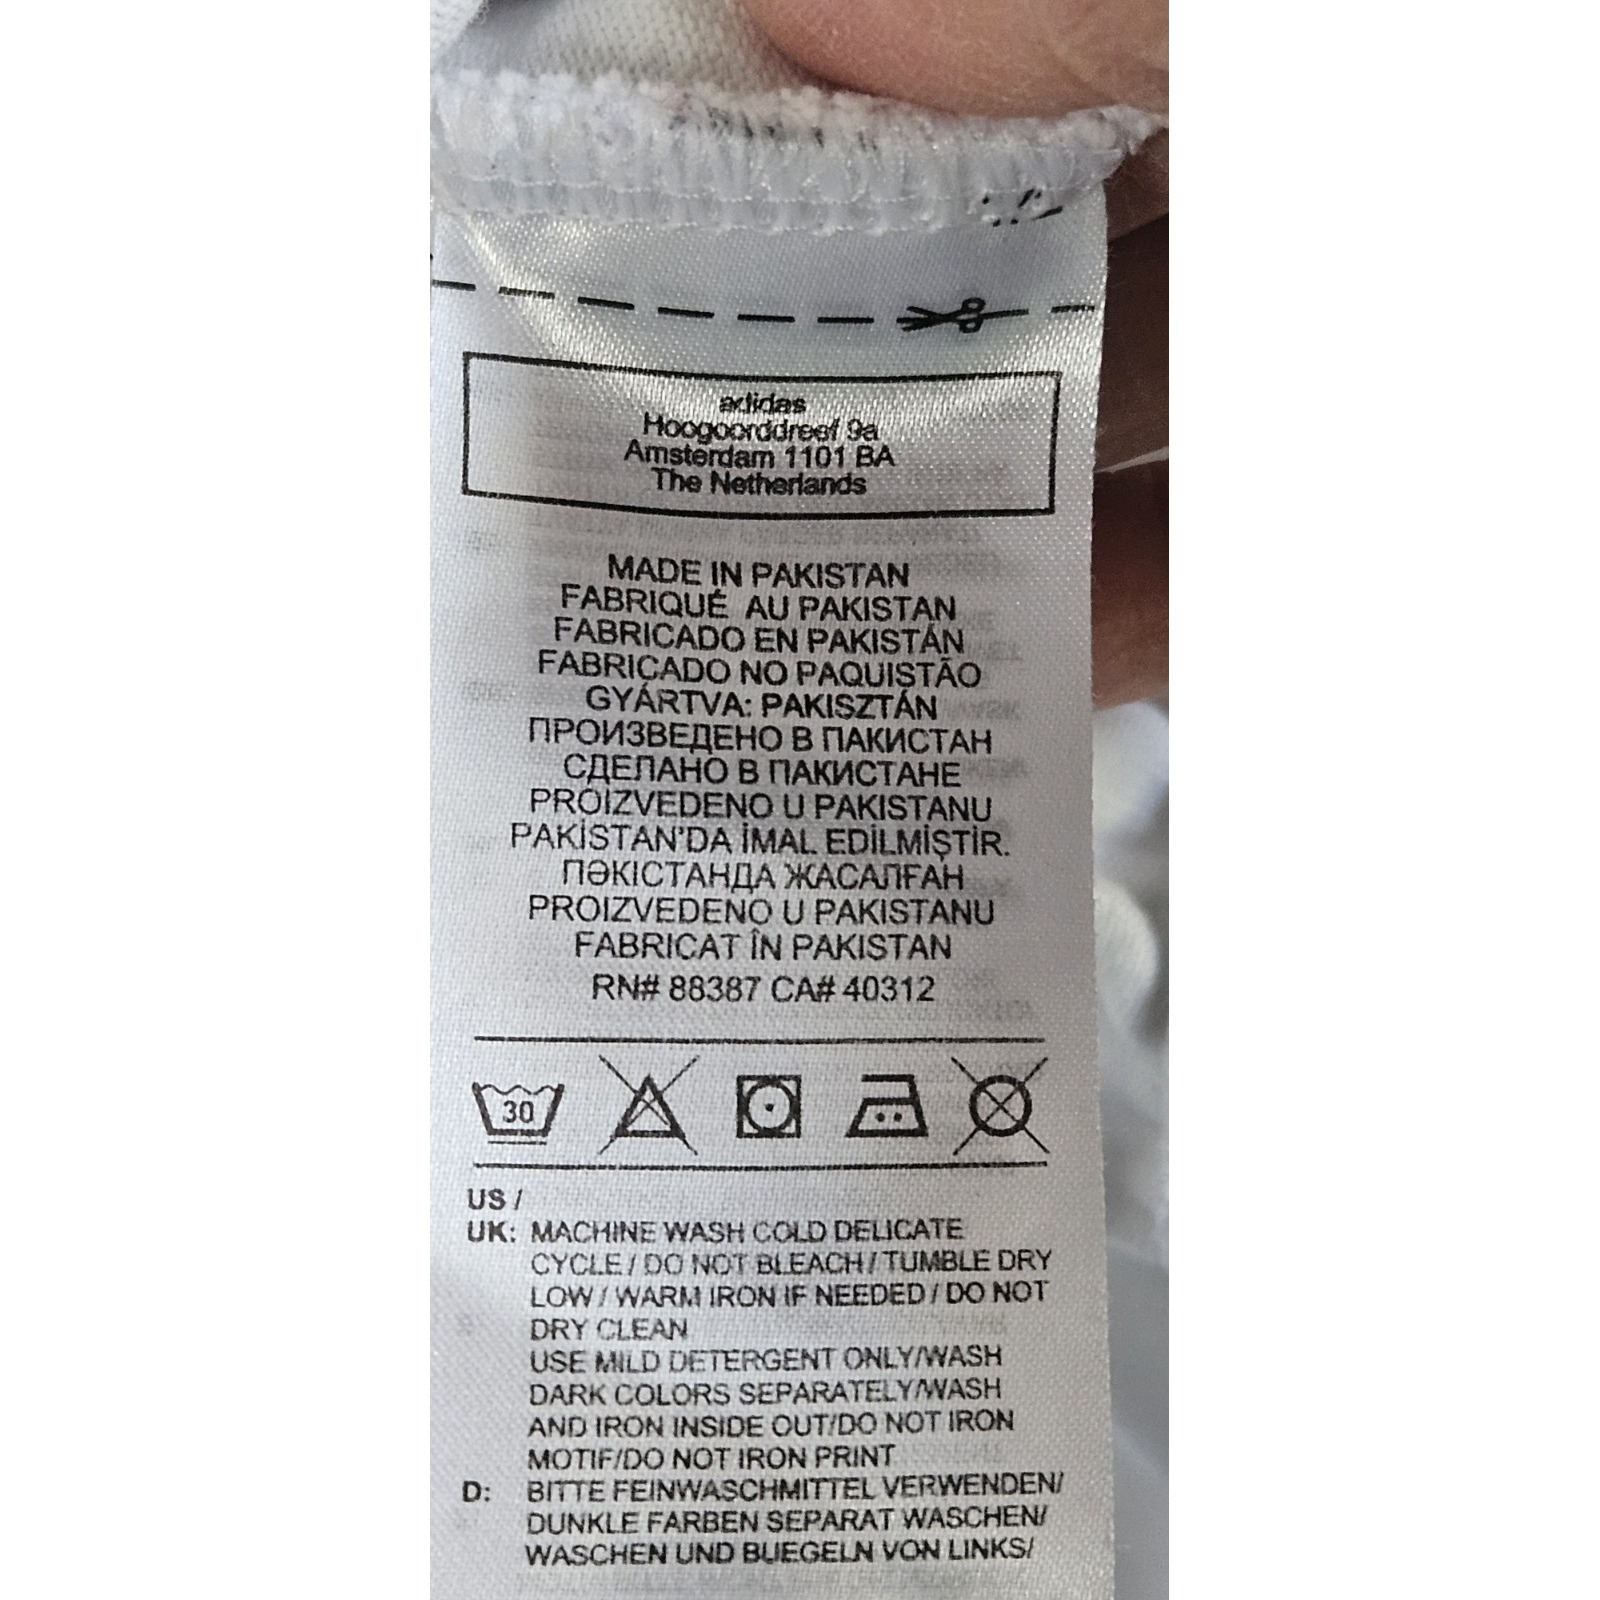 adidas
Hoogoorddreef 9a
Amsterdam 1101 BA
The Netherlands
MADE IN PAKISTAN
FABRIQUÉ AU PAKISTAN
FABRICADO EN PAKISTÁN
FABRICADO NO PAQUISTÃO
GYÁRTVA: PAKISZTÁN
ПРОИЗВЕДЕНО В ПАКИСТАН
СДЕЛАНО В ПАКИСТАНЕ
PROIZVEDENO U PAKISTANU
PAKİSTAN'DA İMAL EDİLMİŞTİR.
ПӘКІСТАНДА ЖАСАЛҒАН
PROIZVEDENO U PAKISTANU
FABRICAT ÎN PAKISTAN
RN# 88387 CA# 40312
30
US /
UK: MACHINE WASH COLD DELICATE
CYCLE / DO NOT BLEACH / TUMBLE DRY
LOW / WARM IRON IF NEEDED / DO NOT
DRY CLEAN
USE MILD DETERGENT ONLY/WASH
DARK COLORS SEPARATELY/WASH
AND IRON INSIDE OUT/DO NOT IRON
MOTIF/DO NOT IRON PRINT
D: BITTE FEINWASCHMITTEL VERWENDEN/
DUNKLE FARBEN SEPARAT WASCHEN/
WASCHEN UND BUEGELN VON LINKS/